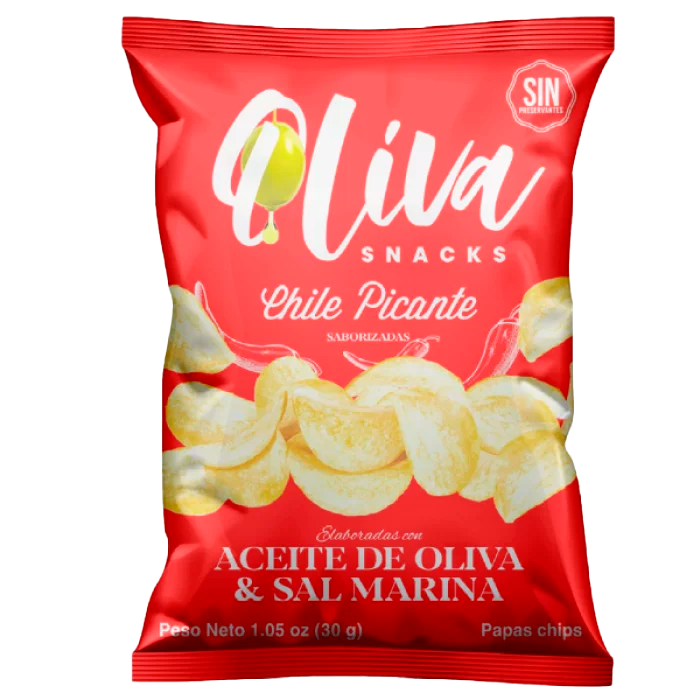 SIN
PRESERVANTES
Oliva
SNACKS
Chile Picante
SABORIZADAS
Elaboradas con
ACEITE DE OLIVA
& SAL MARINA
Peso Neto 1.05 oz (30 g)
Papas chips